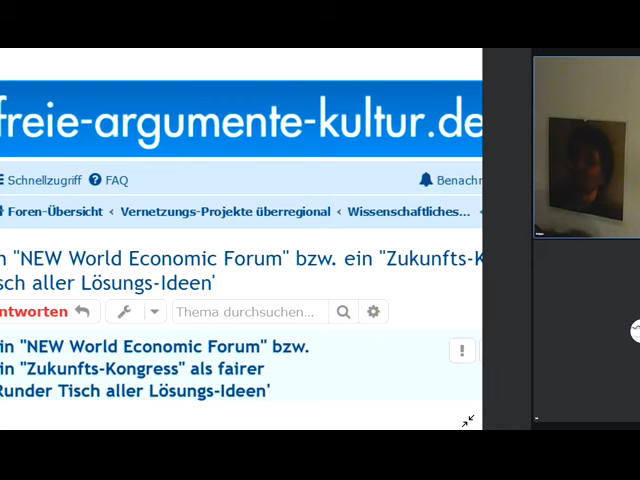 freie-argumente-kultur.de
Schnellzugriff FAQ Benachr
Foren-Übersicht ‹ Vernetzungs-Projekte überregional ‹ Wissenschaftliches... ‹
n "NEW World Economic Forum" bzw. ein "Zukunfts-K
sch aller Lösungs-Ideen'
ntworten Thema durchsuchen...
in "NEW World Economic Forum" bzw.
in "Zukunfts-Kongress" als fairer
Runder Tisch aller Lösungs-Ideen'